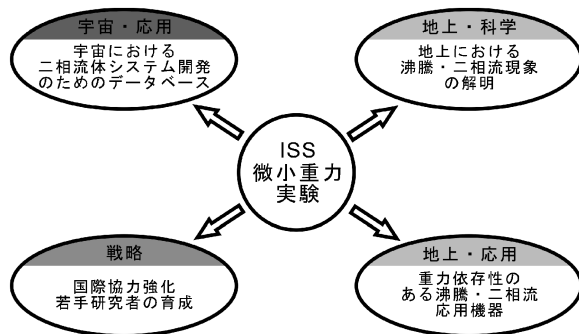 宇宙・応用
宇宙における
二相流体システム開発
のためのデータベース
地上・科学
地上における
沸騰・二相流現象
の解明
ISS
微小重力
実験
戦略
国際協力強化
若手研究者の育成
地上・応用
重力依存性の
ある沸騰・二相流
応用機器